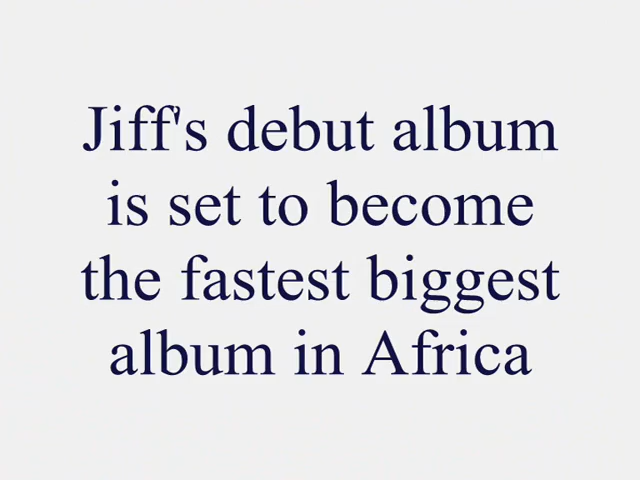 Jiff's debut album
is set to become
the fastest biggest
album in Africa